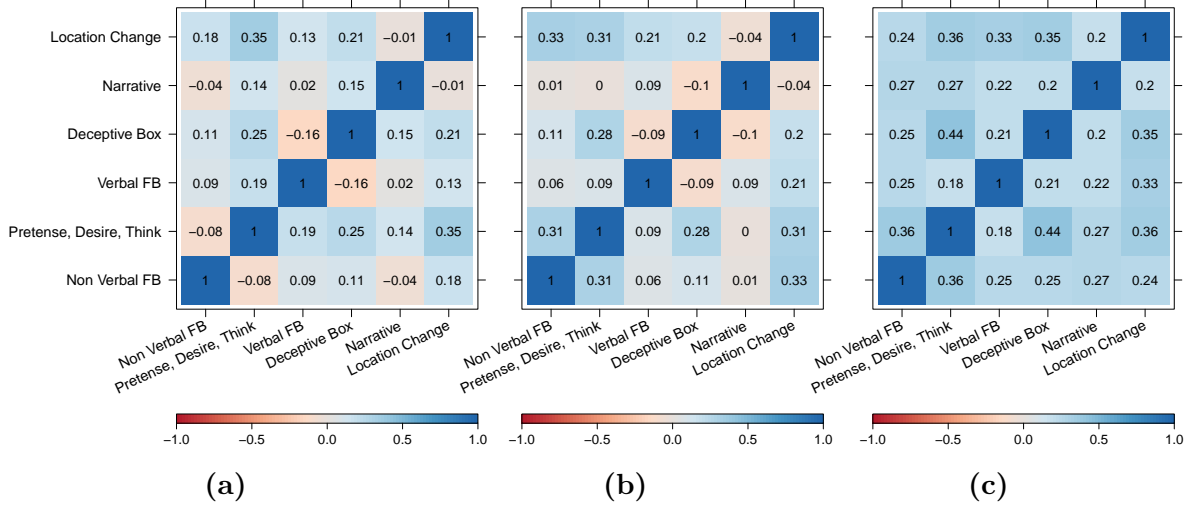 Location Change 0.18 0.35 0.13 0.21 −0.01 1 0.33 0.31 0.21 0.2 −0.04 1 0.24 0.36 0.33 0.35 0.2 1
Narrative −0.04 0.14 0.02 0.15 1 −0.01 0.01 0 0.09 −0.1 1 −0.04 0.27 0.27 0.22 0.2 1 0.2
Deceptive Box 0.11 0.25 −0.16 1 0.15 0.21 0.11 0.28 −0.09 1 −0.1 0.2 0.25 0.44 0.21 1 0.2 0.35
Verbal FB 0.09 0.19 1 −0.16 0.02 0.13 0.06 0.09 1 −0.09 0.09 0.21 0.25 0.18 1 0.21 0.22 0.33
Pretense, Desire, Think −0.08 1 0.19 0.25 0.14 0.35 0.31 1 0.09 0.28 0 0.31 0.36 1 0.18 0.44 0.27 0.36
Non Verbal FB 1 −0.08 0.09 0.11 −0.04 0.18 1 0.31 0.06 0.11 0.01 0.33 1 0.36 0.25 0.25 0.27 0.24
Non Verbal FB Pretense, Desire, Think Verbal FB Deceptive Box Narrative Location Change Non Verbal FB Pretense, Desire, Think Verbal FB Deceptive Box Narrative Location Change Non Verbal FB Pretense, Desire, Think Verbal FB Deceptive Box Narrative Location Change
−1.0 −0.5 0.0 0.5 1.0 −1.0 −0.5 0.0 0.5 1.0 −1.0 −0.5 0.0 0.5 1.0
(a) (b) (c)